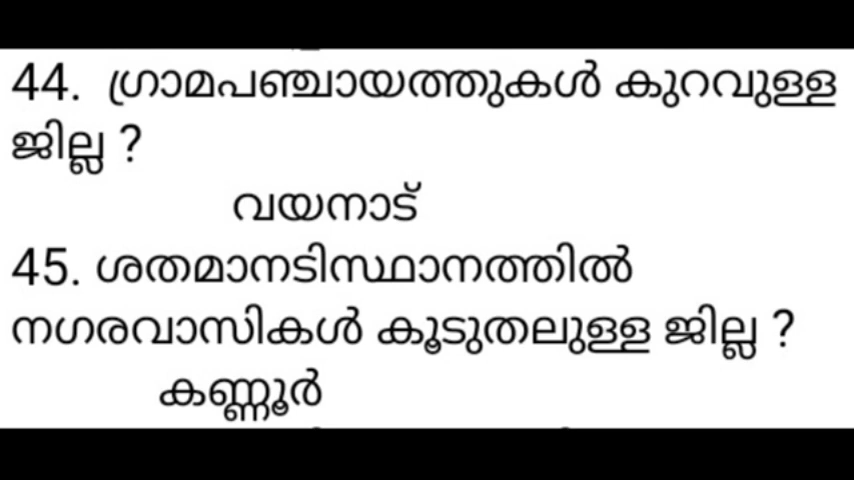 44. ഗ്രാമപഞ്ചായത്തുകൾ കുറവുള്ള
ജില്ല ?
വയനാട്
45. ശതമാനടിസ്ഥാനത്തിൽ
നഗരവാസികൾ കൂടുതലുള്ള ജില്ല ?
കണ്ണൂർ